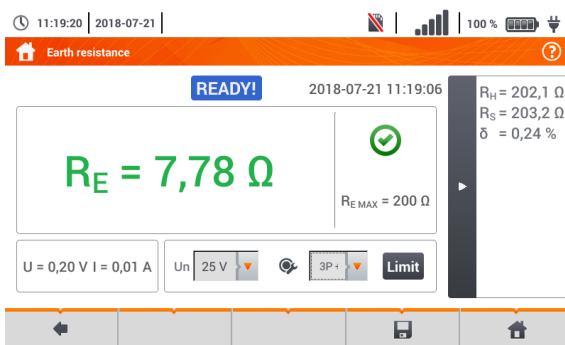 11:19:20 2018-07-21 100 %
Earth resistance ?
READY! 2018-07-21 11:19:06
RE = 7,78 Ω
RE MAX = 200 Ω
RH = 202,1 Ω
RS = 203,2 Ω
δ = 0,24 %
U = 0,20 V I = 0,01 A
Un 25 V 3P+ Limit